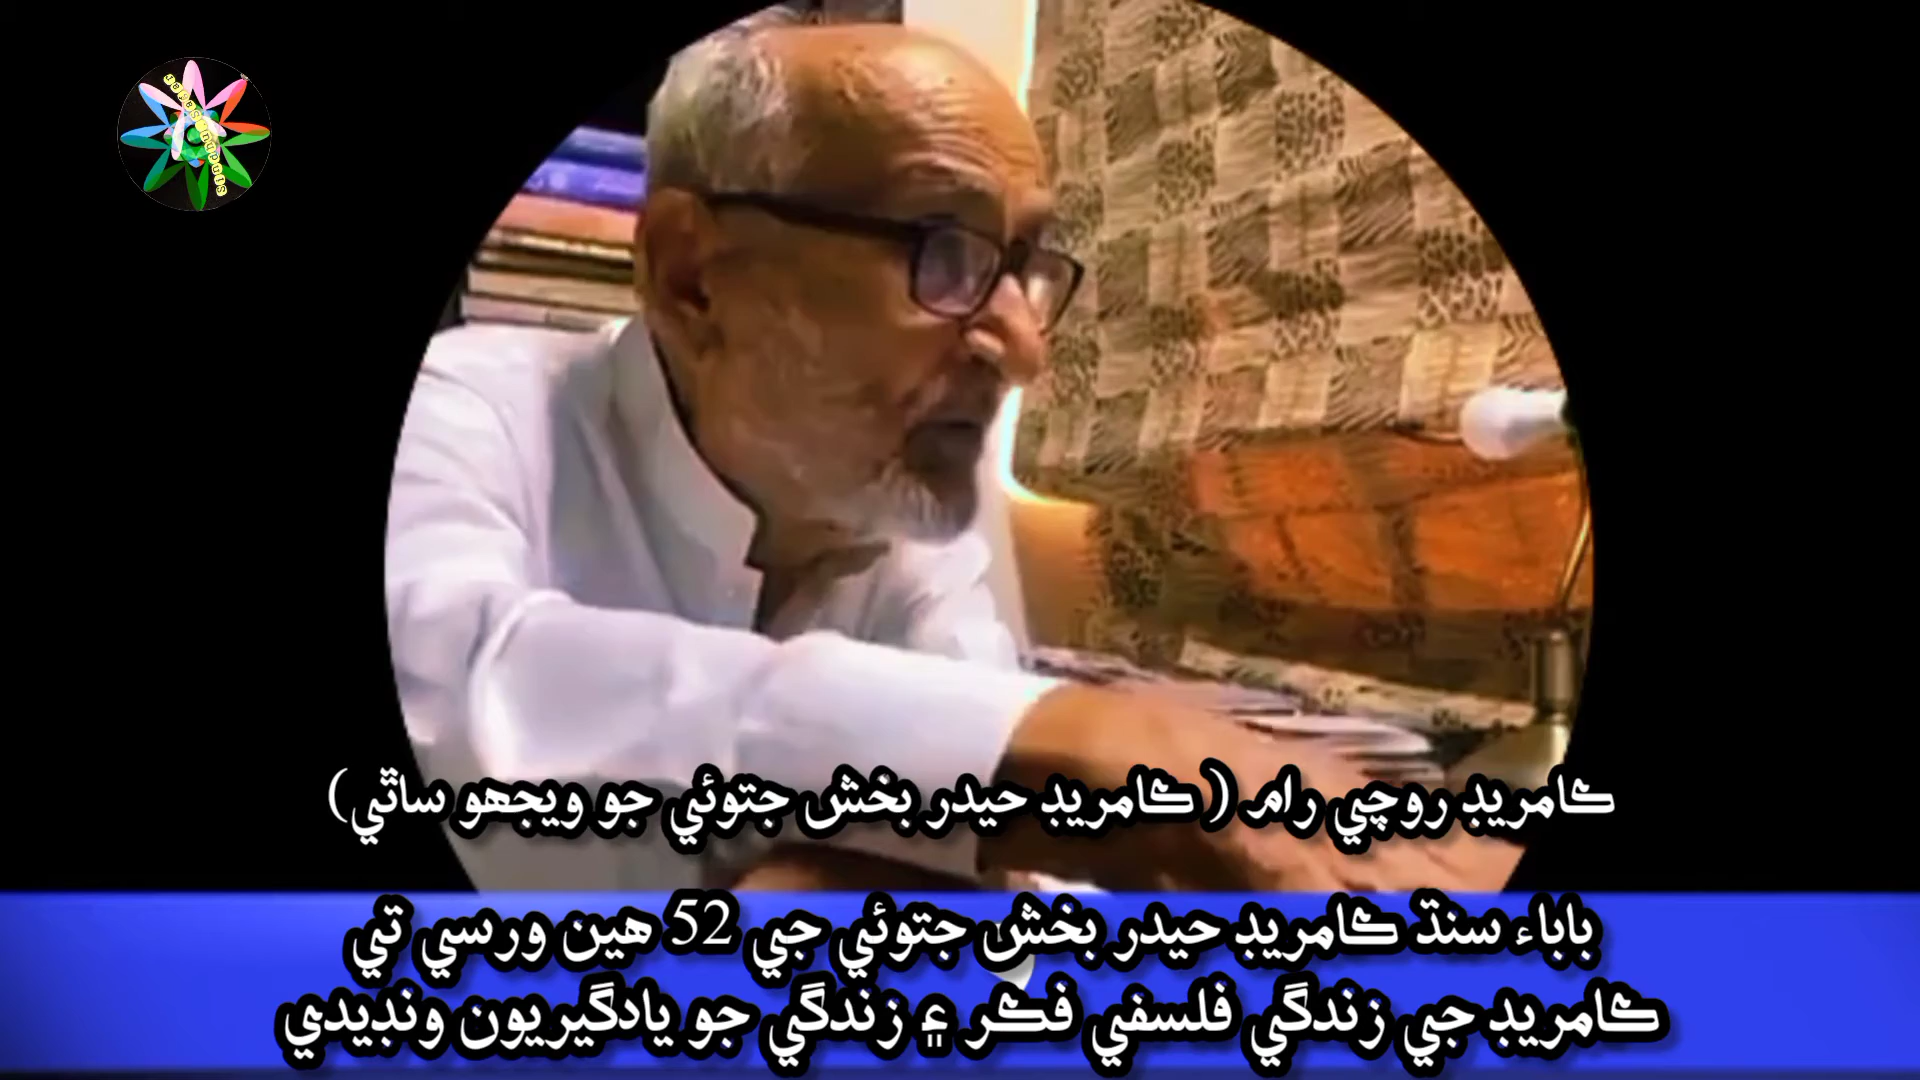 ڪامريڊ روچي رام ( ڪامريڊ حيدر بخش جتوئي جو ويجهو ساٿي)
باباء سنڌ ڪامريڊ حيدر بخش جتوئي جي 52 هين ورسي تي
ڪامريڊ جي زندگي فلسفي فڪر ۽ زندگي جو يادگيريون ونڊيندي